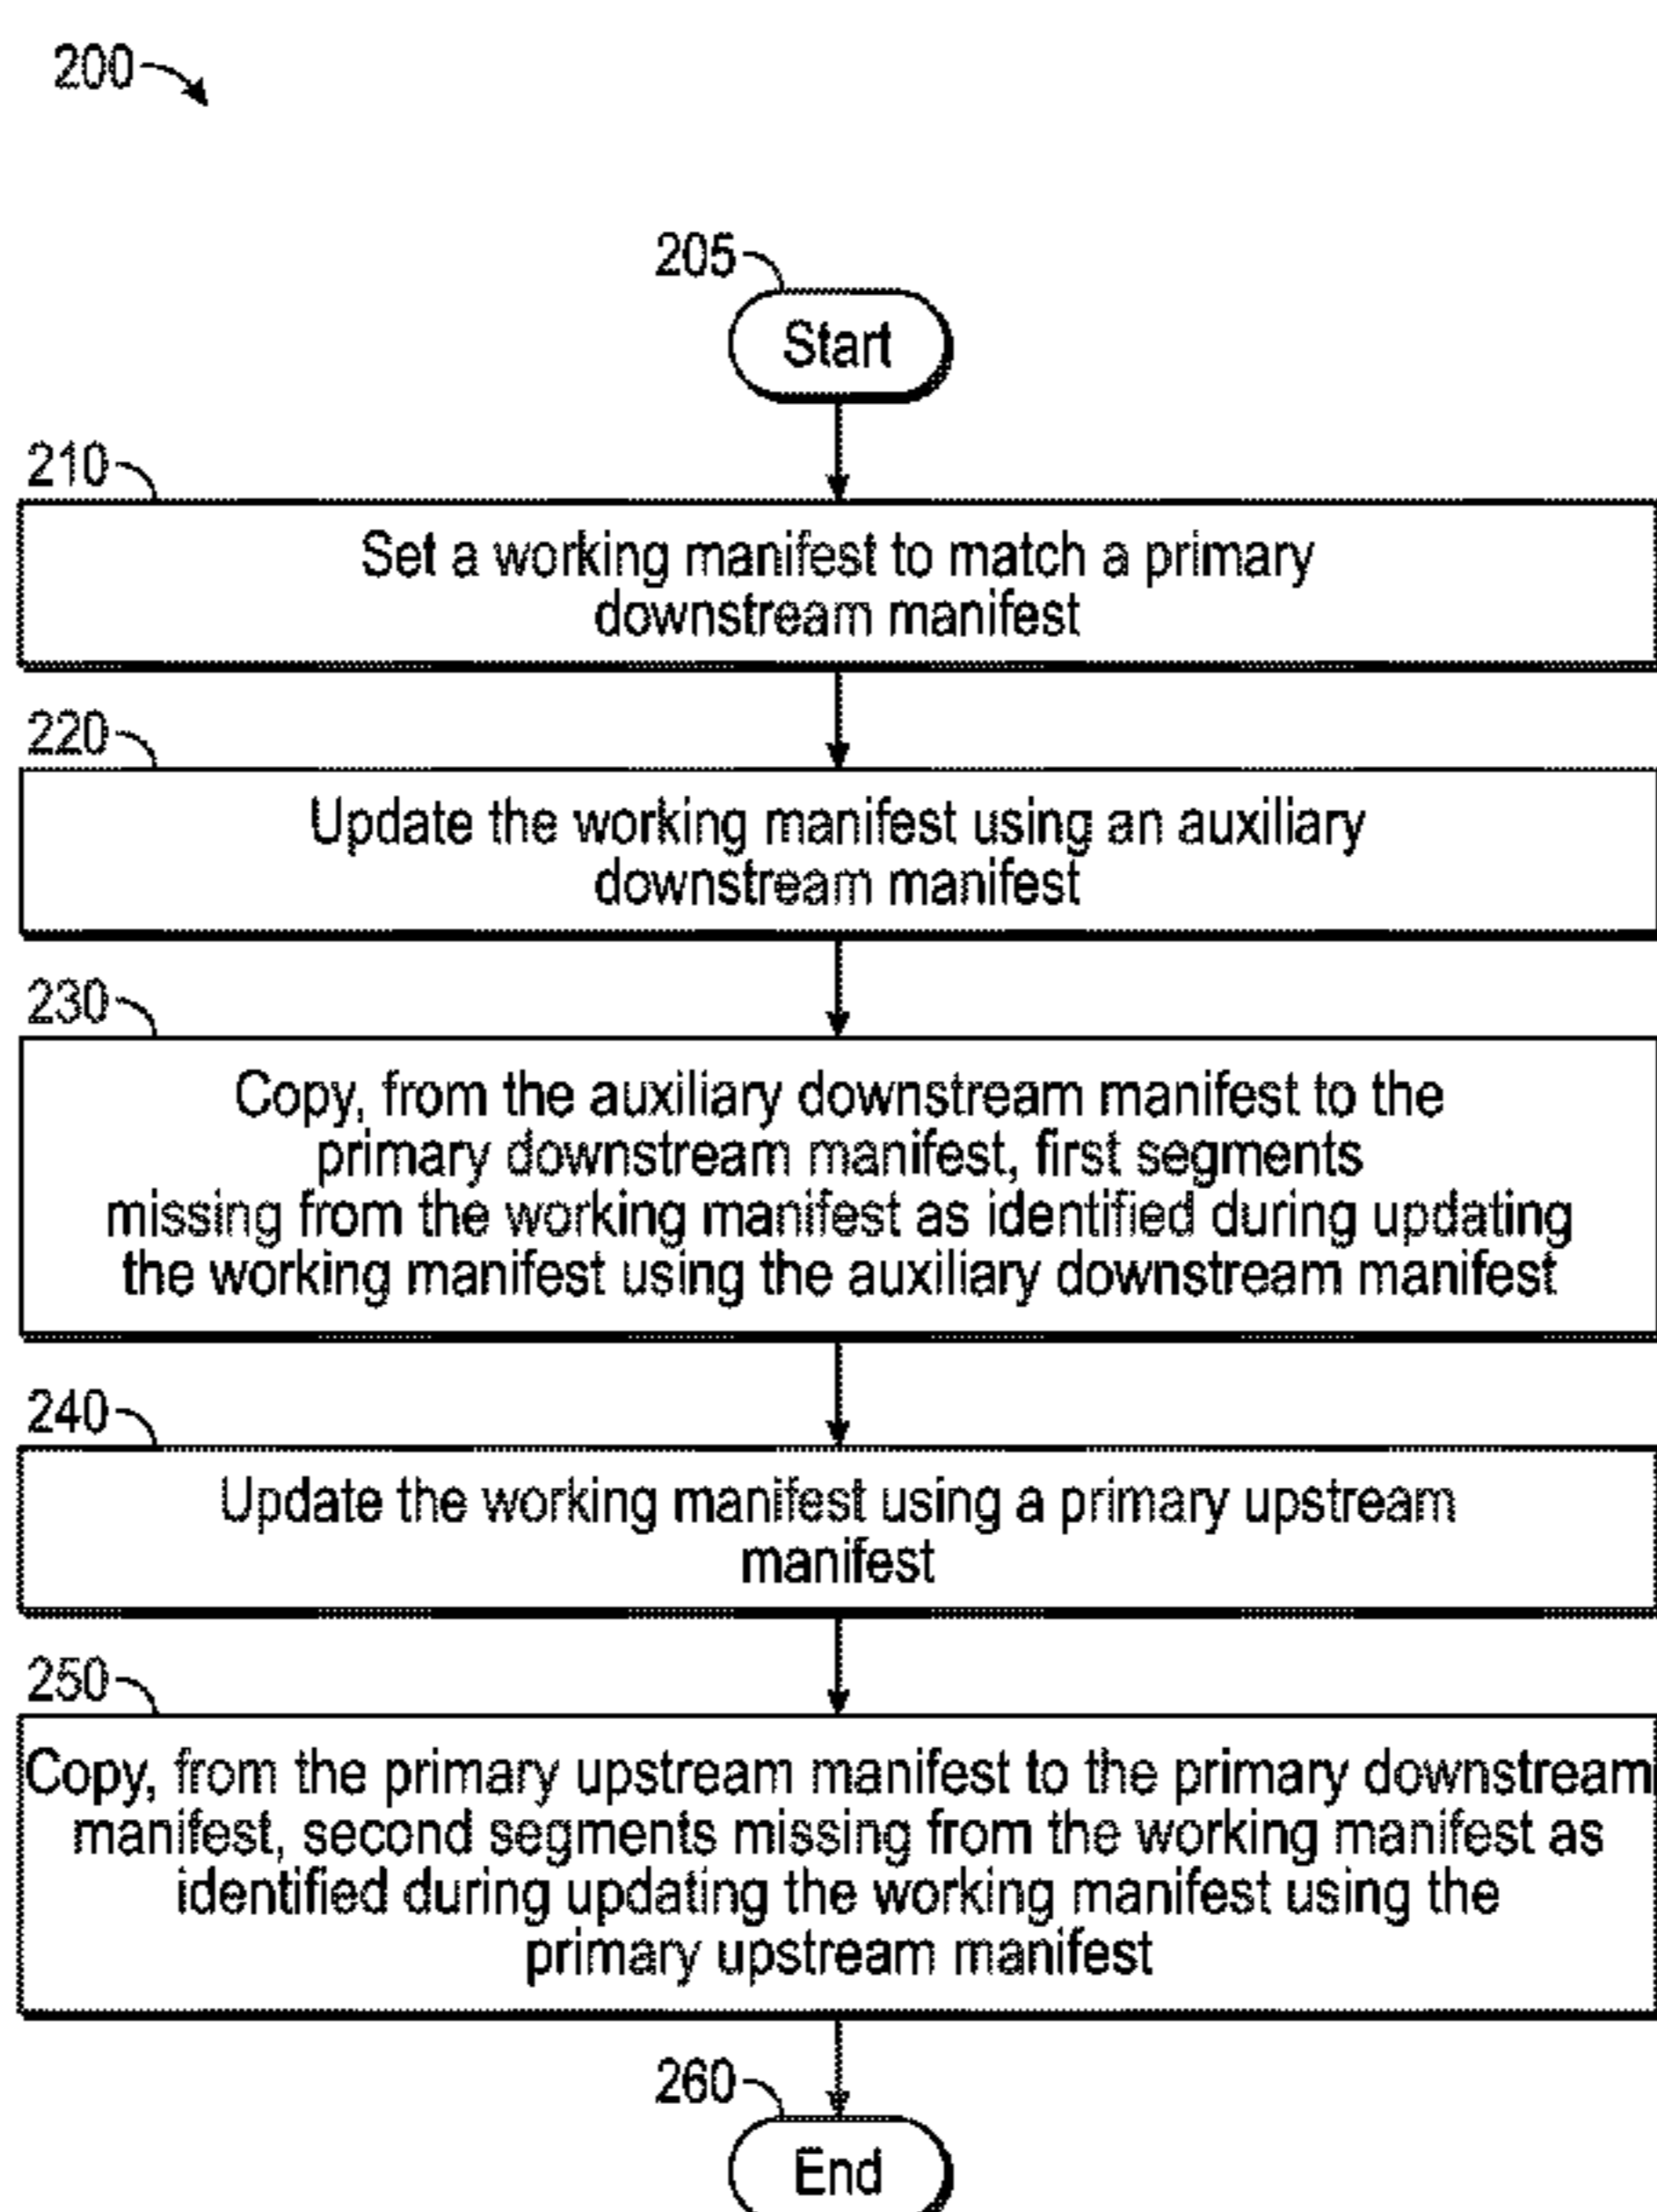 200
205
Start
210
Set a working manifest to match a primary
downstream manifest
220
Update the working manifest using an auxiliary
downstream manifest
230
Copy, from the auxiliary downstream manifest to the
primary downstream manifest, first segments
missing from the working manifest as identified during updating
the working manifest using the auxiliary downstream manifest
240
Update the working manifest using a primary upstream
manifest
250
Copy, from the primary upstream manifest to the primary downstream
manifest, second segments missing from the working manifest as
identified during updating the working manifest using the
primary upstream manifest
260
End